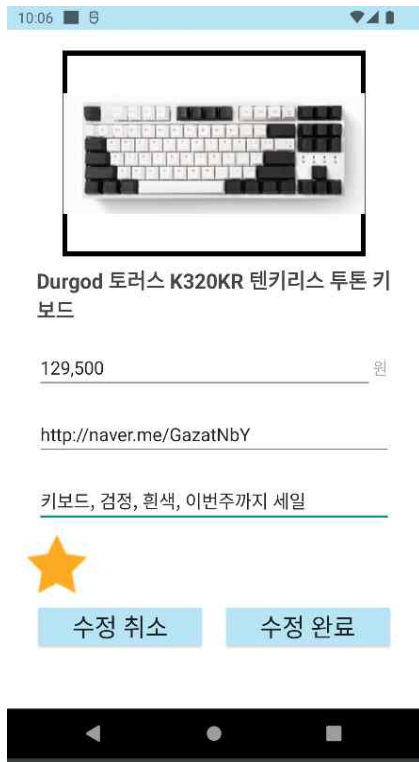 10:06
Durgod 토러스 K320KR 텐키리스 투톤 키
보드
129,500 원
http://naver.me/GazatNbY
키보드, 검정, 흰색, 이번주까지 세일
수정 취소 수정 완료